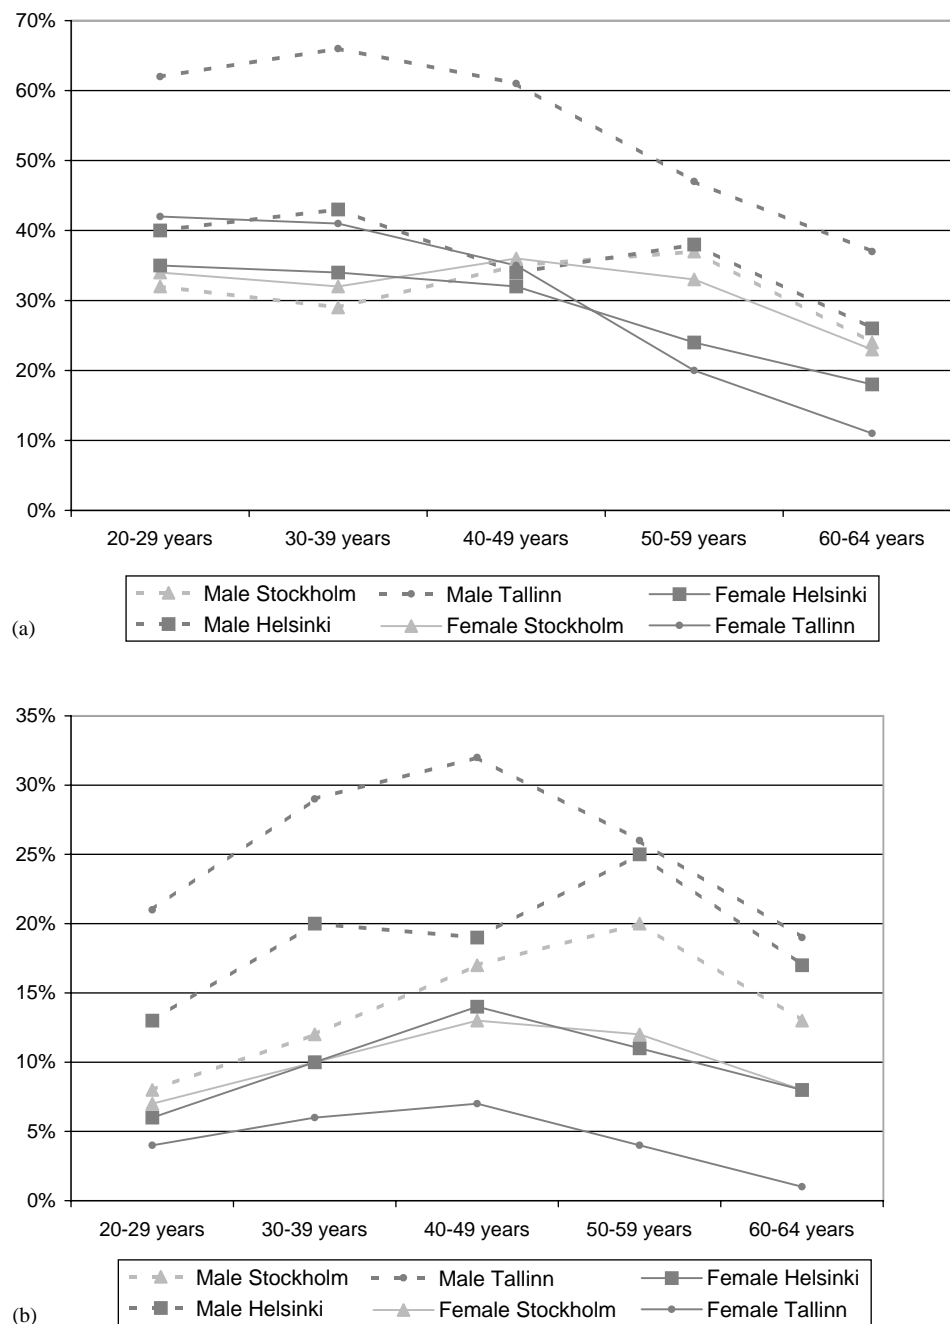 70%
60%
50%
40%
30%
20%
10%
0%
20-29 years 30-39 years 40-49 years 50-59 years 60-64 years
Male Stockholm Male Tallinn Female Helsinki
Male Helsinki Female Stockholm Female Tallinn
(a)
35%
30%
25%
20%
15%
10%
5%
0%
20-29 years 30-39 years 40-49 years 50-59 years 60-64 years
Male Stockholm Male Tallinn Female Helsinki
Male Helsinki Female Stockholm Female Tallinn
(b)